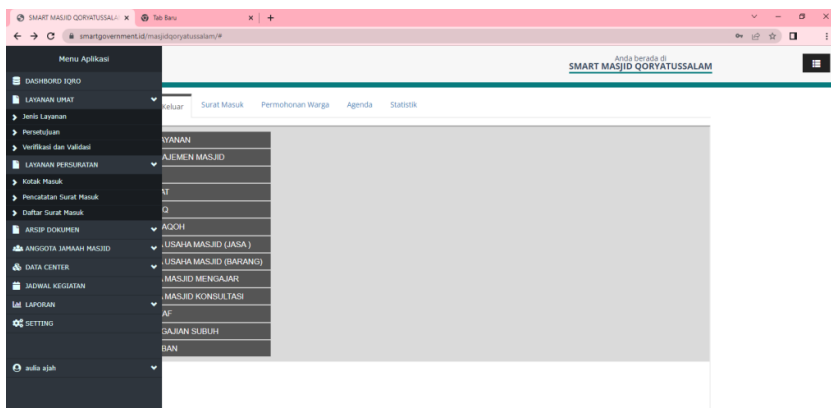 SMART MASJID QORYATUSSALA
Tab Baru
smartgovernment.id/masjidqoryatussalam/#
Menu Aplikasi
Anda berada di
SMART MASJID QORYATUSSALAM
DASHBORD IQRO
LAYANAN UMAT
Jenis Layanan
Persetujuan
Verifikasi dan Validasi
LAYANAN PERSURATAN
Kotak Masuk
Pencatatan Surat Masuk
Daftar Surat Masuk
ARSIP DOKUMEN
ANGGOTA JAMAAH MASJID
DATA CENTER
JADWAL KEGIATAN
LAPORAN
SETTING
aulia ajah
Keluar Surat Masuk Permohonan Warga Agenda Statistik
AYANAN
AJEMEN MASJID
AT
Q
AQOH
USAHA MASJID (JASA )
USAHA MASJID (BARANG)
MASJID MENGAJAR
MASJID KONSULTASI
AF
GAJIAN SUBUH
BAN